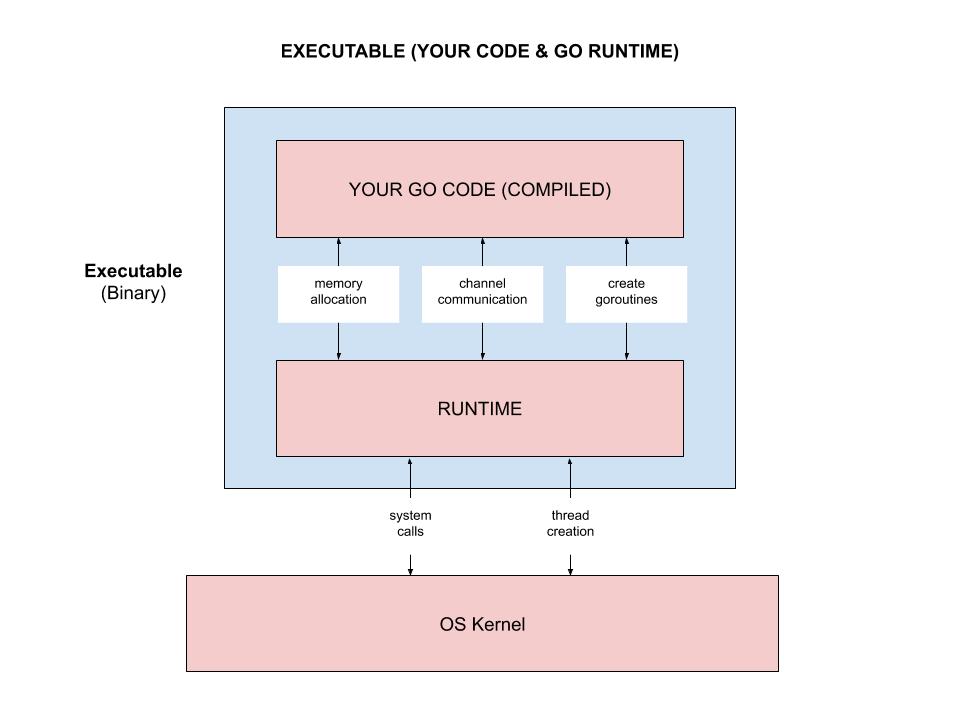 EXECUTABLE (YOUR CODE & GO RUNTIME)
YOUR GO CODE (COMPILED)
Executable
(Binary)
memory
allocation
channel
communication
create
goroutines
RUNTIME
system
calls
thread
creation
OS Kernel